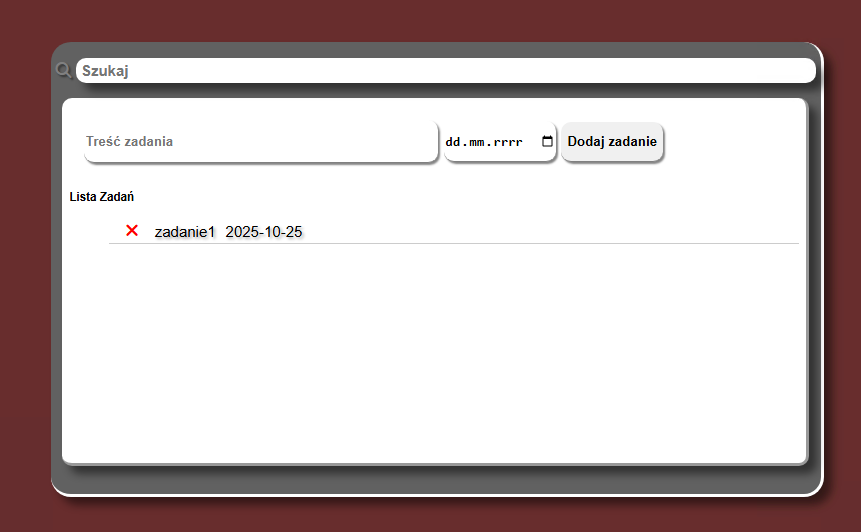 Szukaj
Treść zadania dd.mm.rrrr Dodaj zadanie
Lista Zadań
zadanie1 2025-10-25